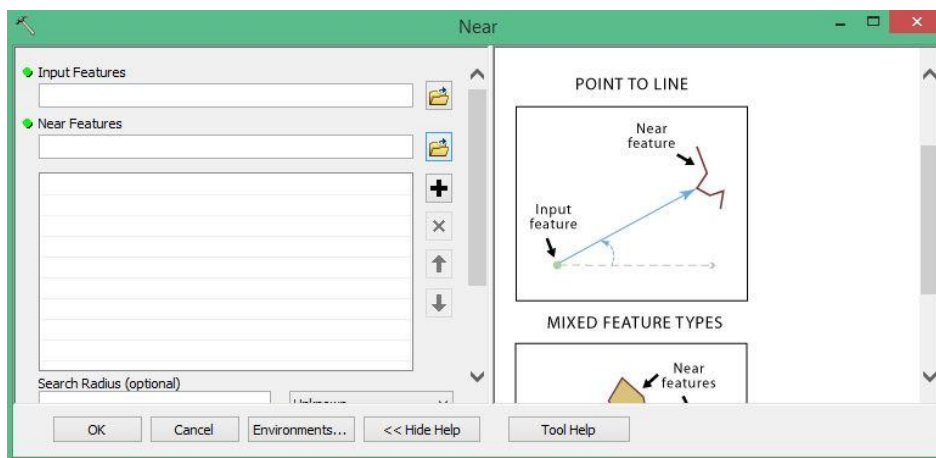 Near
Input Features
Near Features
Search Radius (optional)
Unknown
OK
Cancel
Environments...
<< Hide Help
Tool Help
POINT TO LINE
Near
feature
Input
feature
MIXED FEATURE TYPES
Near
features